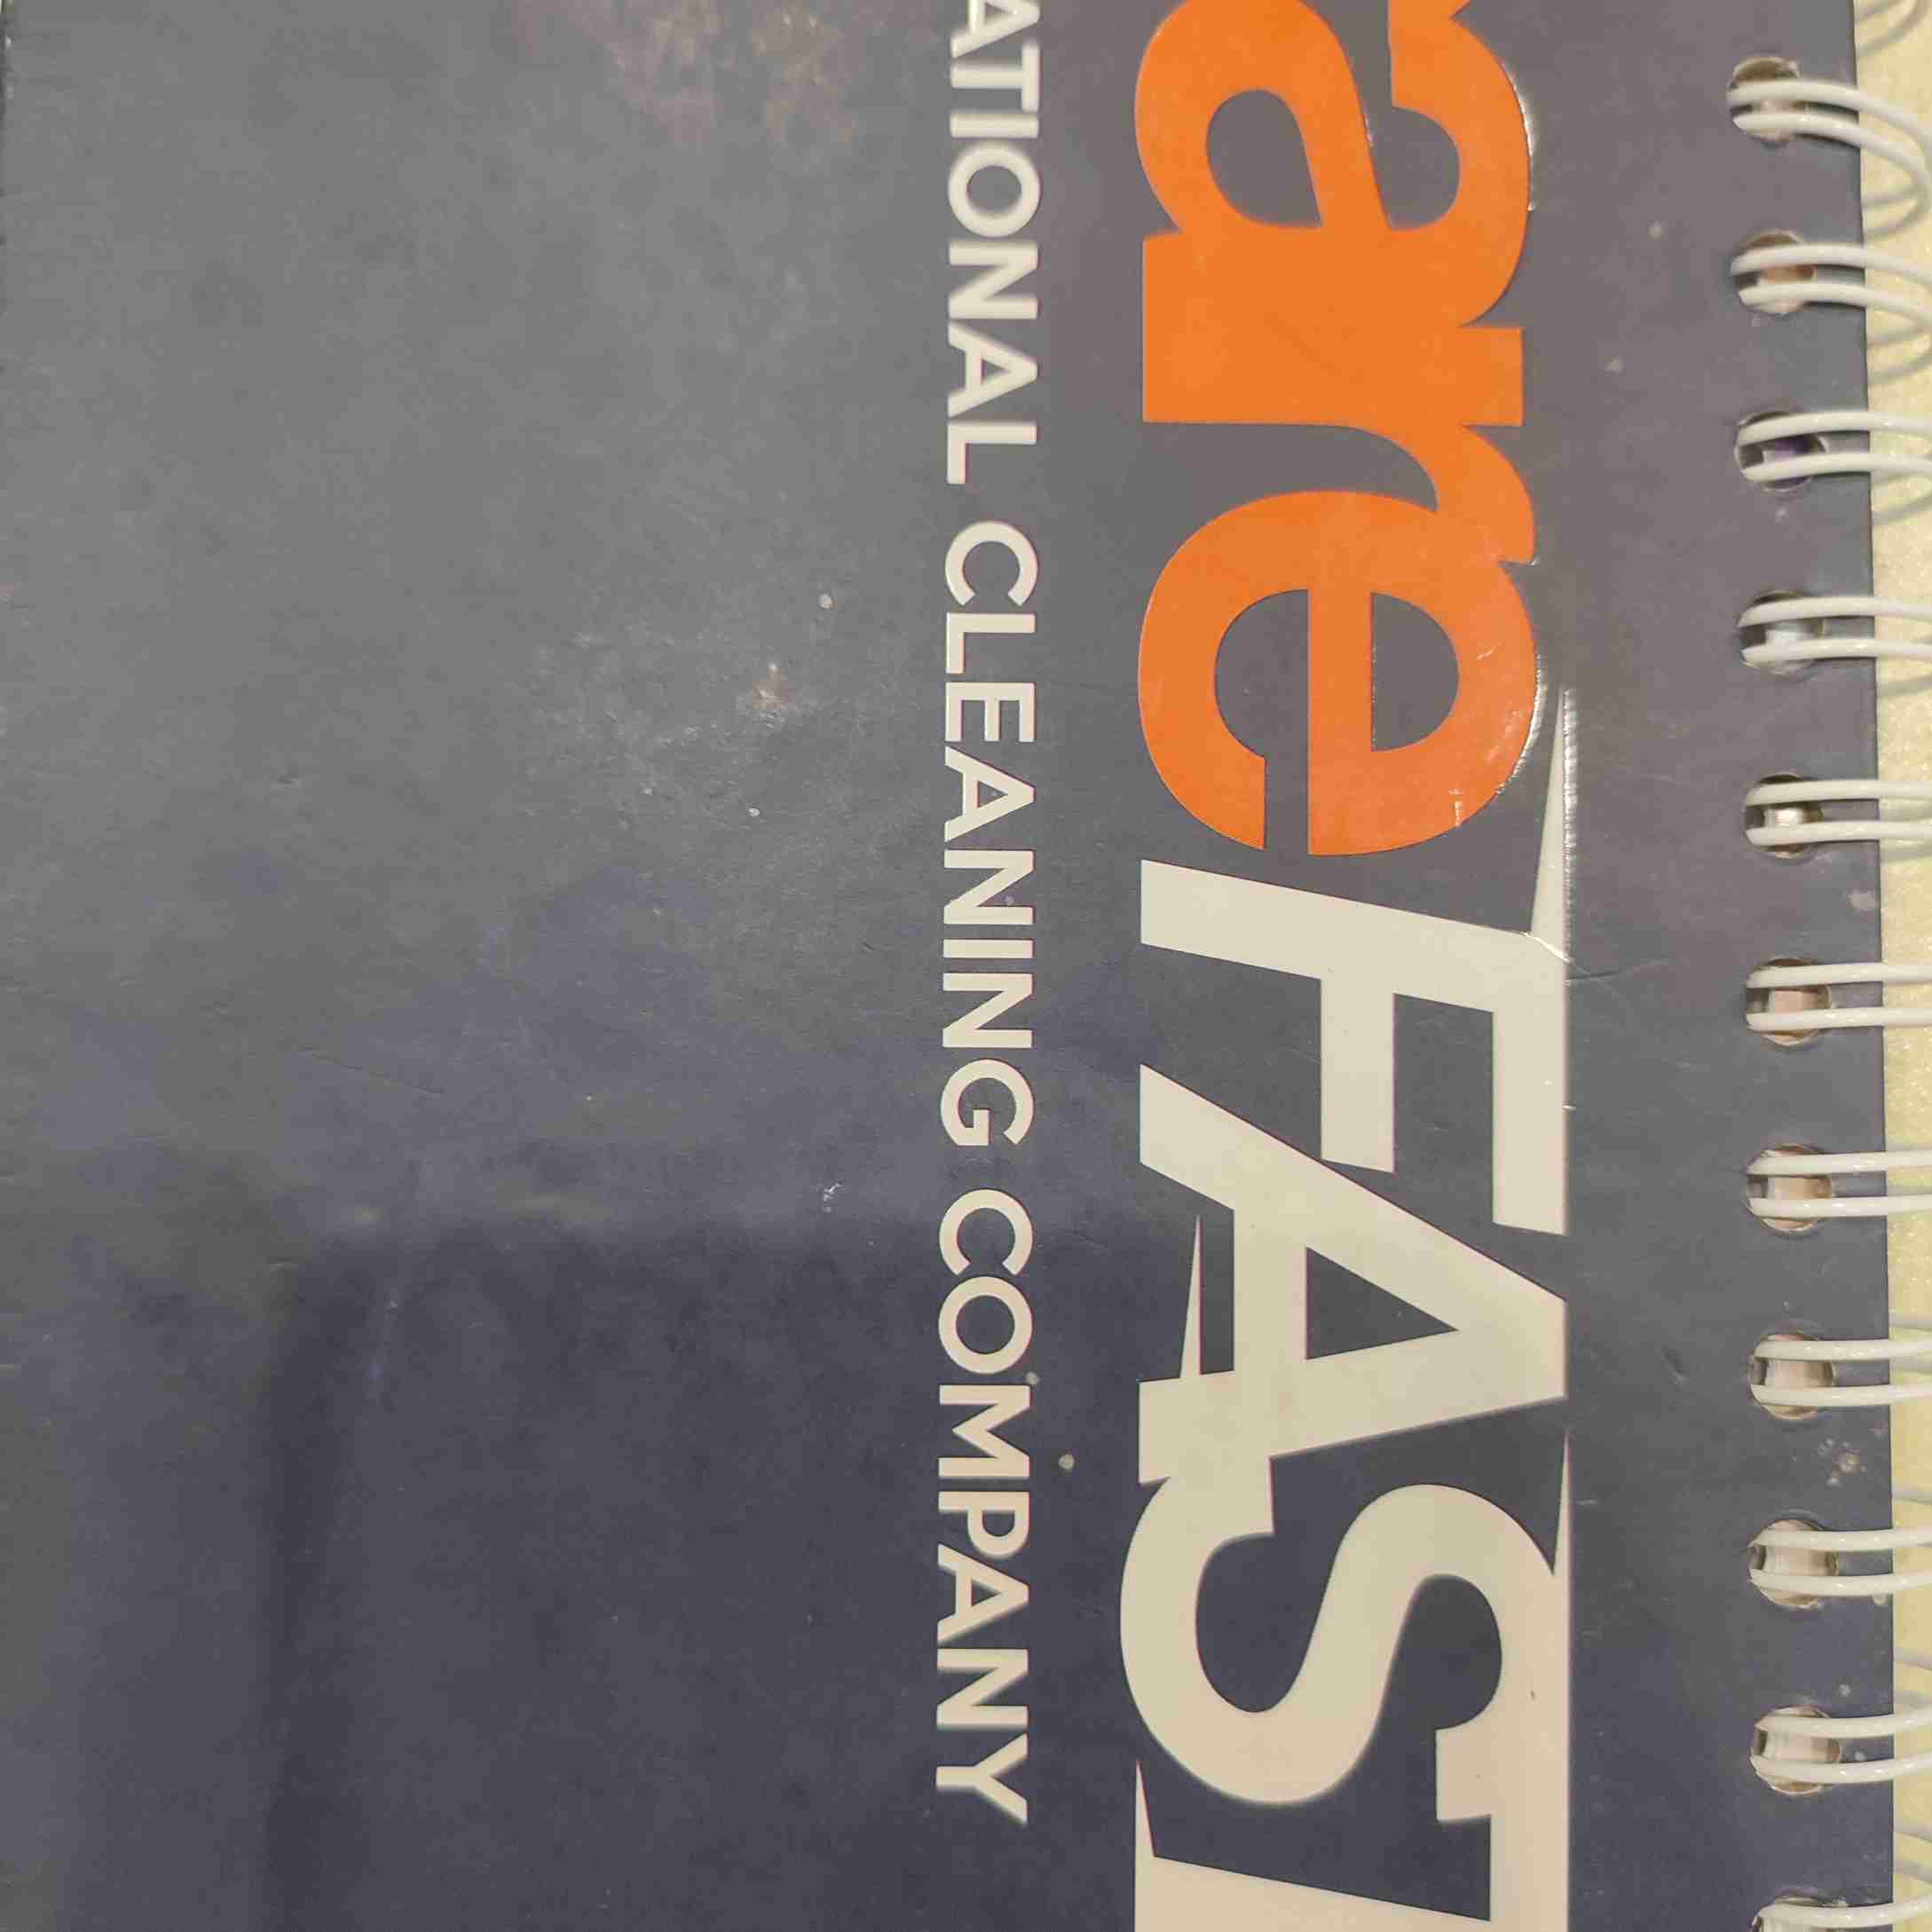 areFAST
ATIONAL CLEANING COMPANY